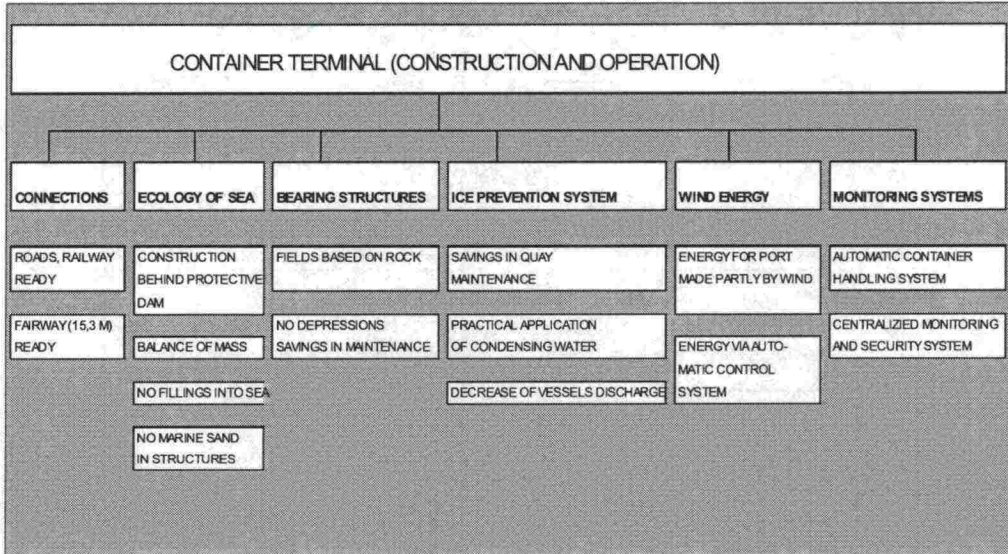 CONTAINER TERMINAL (CONSTRUCTION AND OPERATION)
CONNECTIONS
ROADS, RAILWAY
READY
FAIRWAY (15,3 M)
READY
ECOLOGY OF SEA
CONSTRUCTION
BEHIND PROTECTIVE
DAM
BALANCE OF MASS
NO FILLINGS INTO SEA
NO MARINE SAND
IN STRUCTURES
BEARING STRUCTURES
FIELDS BASED ON ROCK
NO DEPRESSIONS
SAVINGS IN MAINTENANCE
ICE PREVENTION SYSTEM
SAVINGS IN QUAY
MAINTENANCE
PRACTICAL APPLICATION
OF CONDENSING WATER
DECREASE OF VESSELS DISCHARGE
WIND ENERGY
ENERGY FOR PORT
MADE PARTLY BY WIND
ENERGY VIA AUTO-
MATIC CONTROL
SYSTEM
MONITORING SYSTEMS
AUTOMATIC CONTAINER
HANDLING SYSTEM
CENTRALIZIED MONITORING
AND SECURITY SYSTEM